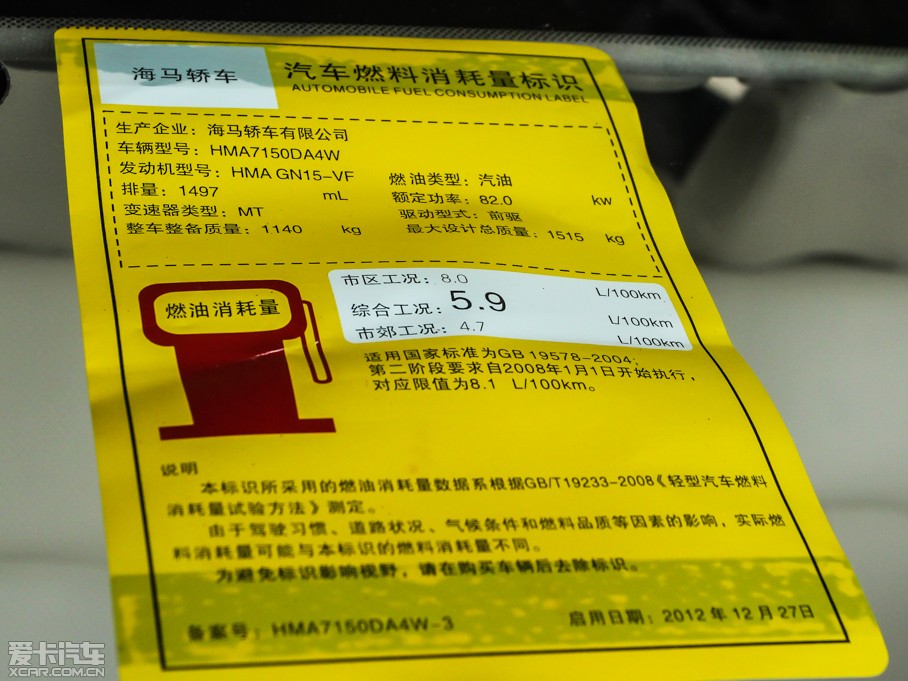 海马轿车
汽车燃料消耗量标识
AUTOMOBILE FUEL CONSUMPTION LABEL
生产企业：海马轿车有限公司
车辆型号：HMA7150DA4W
发动机型号：HMA GN15-VF
燃油类型：汽油
排量：1497 mL
额定功率：82.0 kw
变速器类型：MT
驱动型式：前驱
整车整备质量：1140 kg
最大设计总质量：1515 kg
燃油消耗量
市区工况：8.0 L/100km
综合工况：5.9 L/100km
市郊工况：4.7 L/100km
适用国家标准为GB 19578-2004；
第二阶段要求自2008年1月1日开始执行，
对应限值为8.1 L/100km。
说明
本标识所采用的燃油消耗量数据系根据GB/T19233-2008《轻型汽车燃料
消耗量试验方法》测定。
由于驾驶习惯、道路状况、气候条件和燃料品质等因素的影响，实际燃
料消耗量可能与本标识的燃料消耗量不同。
为避免标识影响视野，请在购买车辆后去除标识。
备案号：HMA7150DA4W-3
启用日期：2012年12月27日
爱卡汽车
XCAR.COM.CN